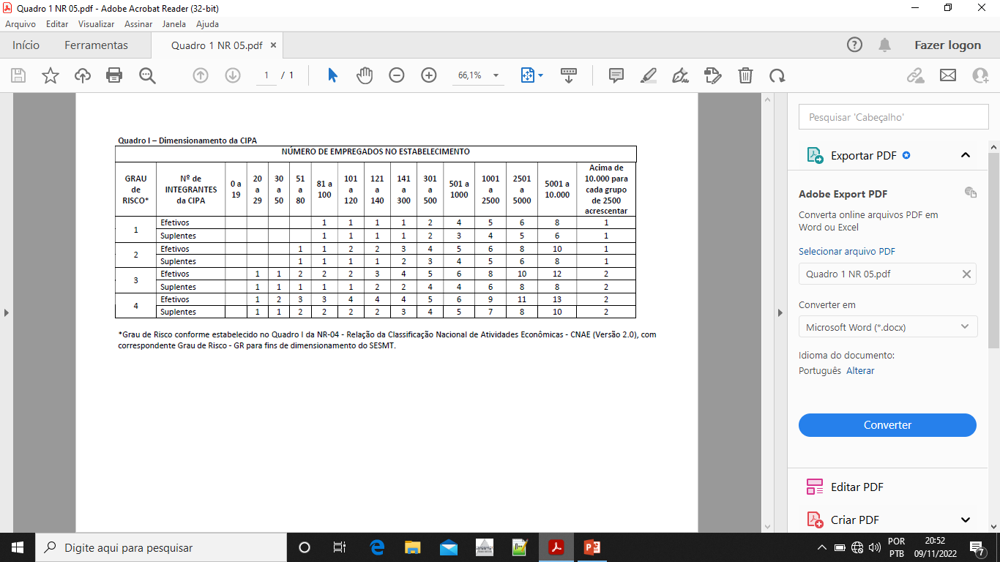 Quadro 1 NR 05.pdf - Adobe Acrobat Reader (32-bit)
Arquivo Editar Visualizar Assinar Janela Ajuda
Início Ferramentas Quadro 1 NR 05.pdf × Fazer logon
1 / 1 66,1%
Quadro I – Dimensionamento da CIPA
NÚMERO DE EMPREGADOS NO ESTABELECIMENTO
GRAU de RISCO* Nº de INTEGRANTES da CIPA 0 a 19 20 a 29 30 a 50 51 a 80 81 a 100 101 a 120 121 a 140 141 a 300 301 a 500 501 a 1000 1001 a 2500 2501 a 5000 5001 a 10.000 Acima de 10.000 para cada grupo de 2500 acrescentar
1 Efetivos 1 1 1 1 2 4 5 6 8 1
Suplentes 1 1 1 1 2 3 4 5 6 1
2 Efetivos 1 1 2 2 3 4 5 6 8 10 1
Suplentes 1 1 1 1 2 3 4 5 6 8 1
3 Efetivos 1 1 2 2 2 3 4 5 6 8 10 12 2
Suplentes 1 1 1 1 1 2 2 4 4 6 8 8 2
4 Efetivos 1 2 3 3 4 4 4 5 6 9 11 13 2
Suplentes 1 1 2 2 2 2 3 4 5 7 8 10 2
*Grau de Risco conforme estabelecido no Quadro I da NR-04 - Relação da Classificação Nacional de Atividades Econômicas - CNAE (Versão 2.0), com
correspondente Grau de Risco - GR para fins de dimensionamento do SESMT.
Pesquisar 'Cabeçalho'
Exportar PDF
Adobe Export PDF
Converta online arquivos PDF em
Word ou Excel
Selecionar arquivo PDF
Quadro 1 NR 05.pdf
Converter em
Microsoft Word (*.docx)
Idioma do documento:
Português Alterar
Converter
Editar PDF
Criar PDF
Digite aqui para pesquisar
POR
PTB
20:52
09/11/2022
7